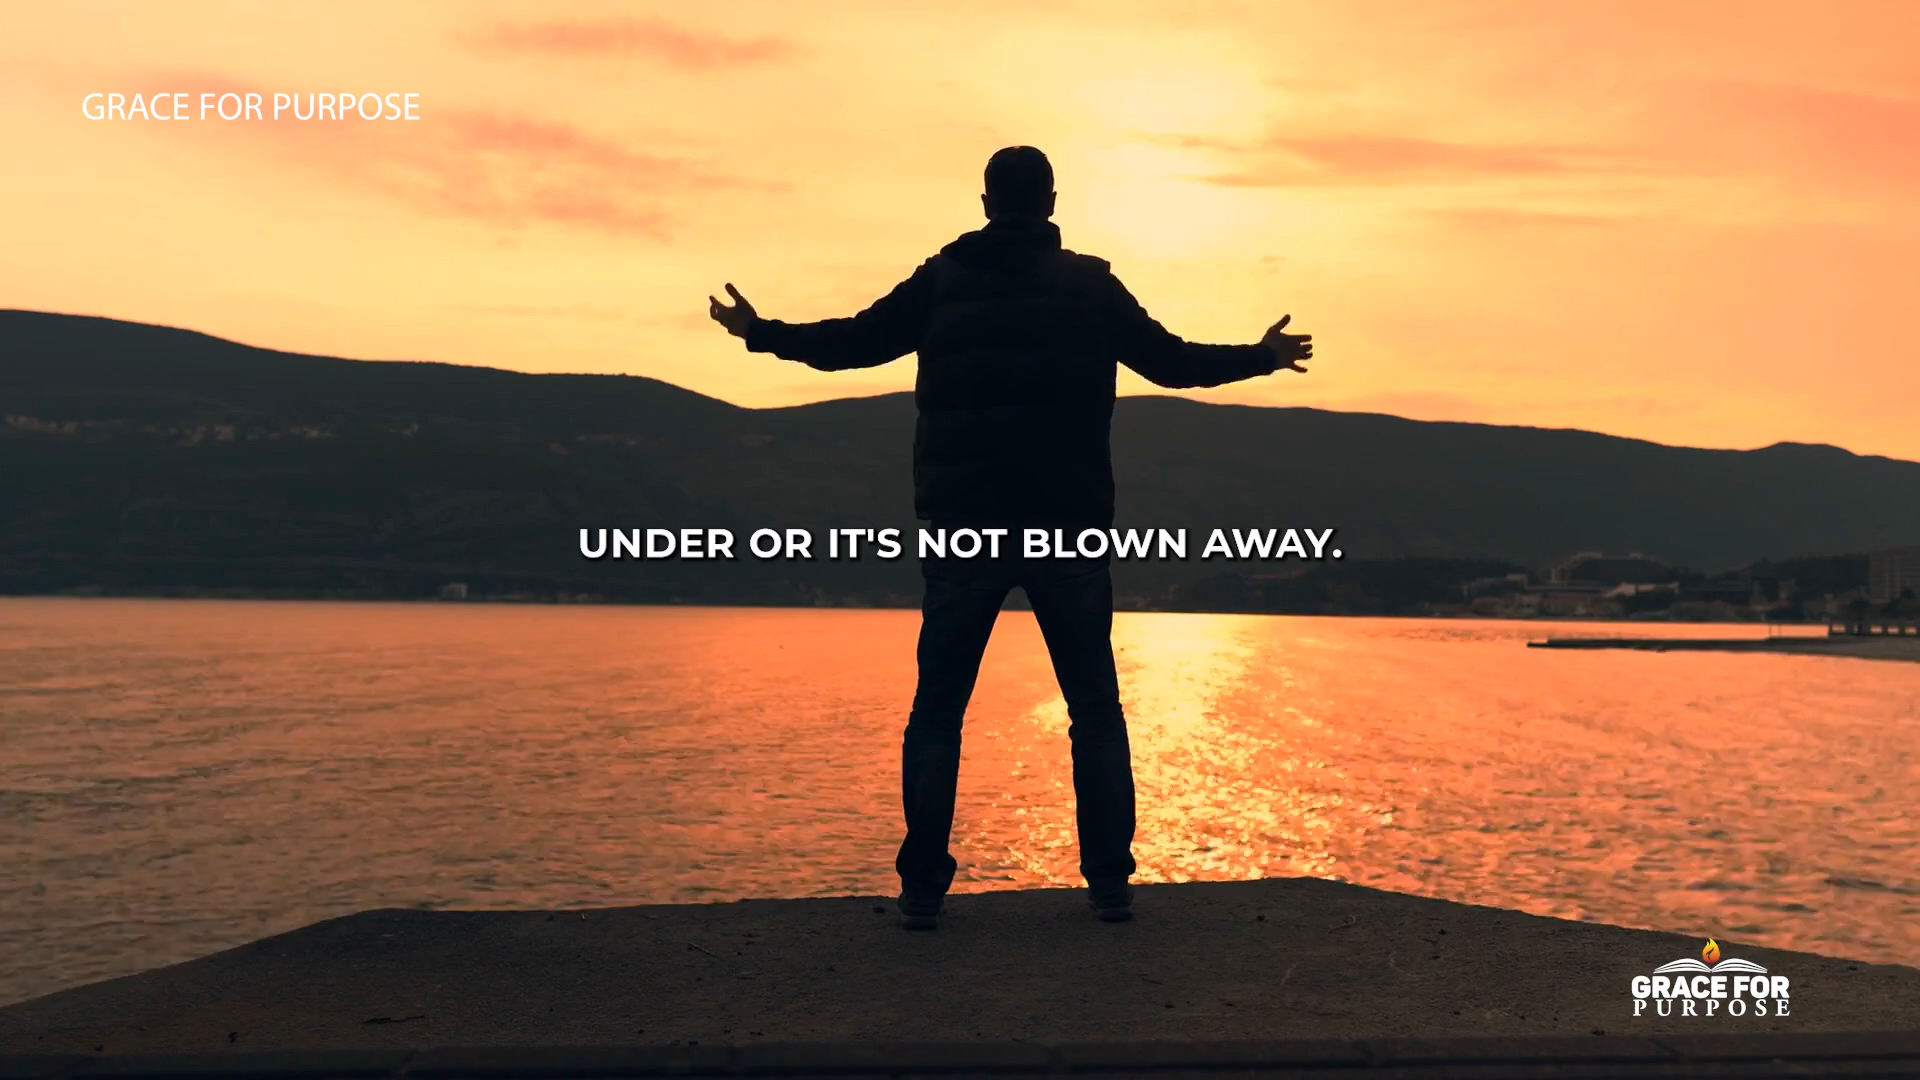 GRACE FOR PURPOSE
UNDER OR IT'S NOT BLOWN AWAY.
GRACE FOR
PURPOSE